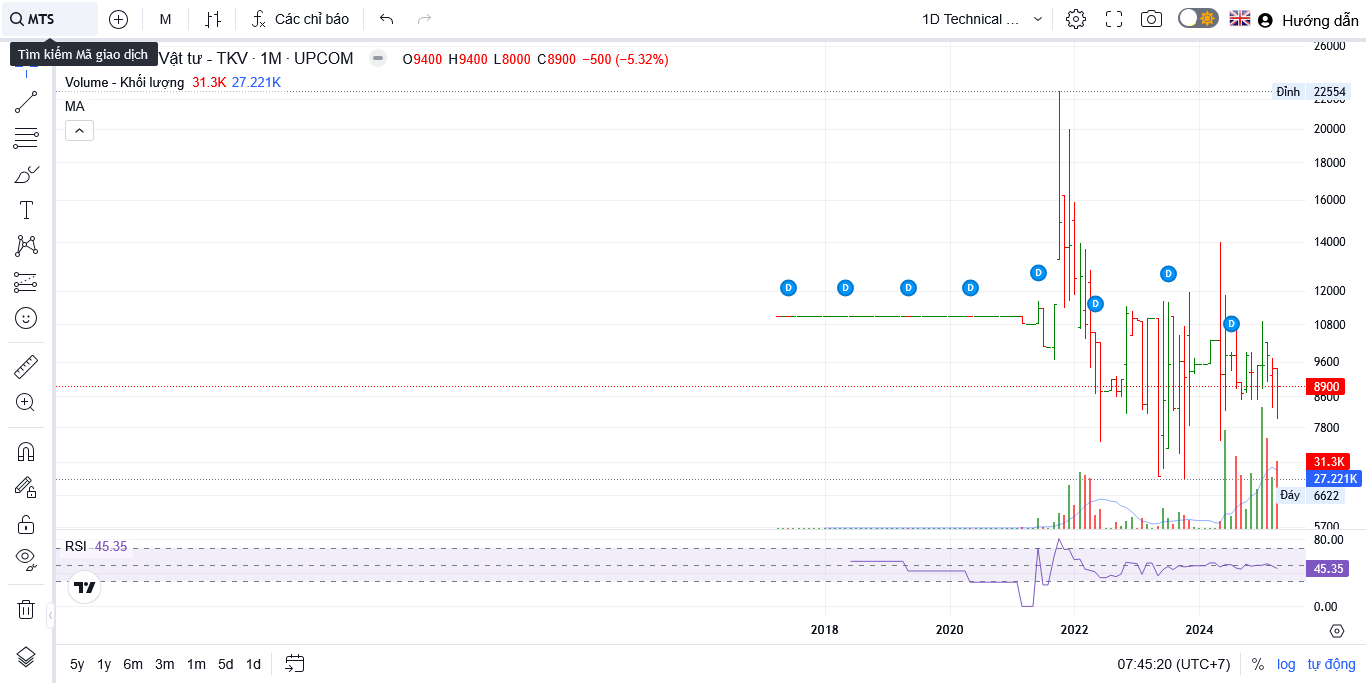 MTS
M
Các chỉ báo
1D Technical ...
Hướng dẫn
Tìm kiếm Mã giao dịch
Vật tư - TKV · 1M · UPCOM
O9400 H9400 L8000 C8900 −500 (−5.32%)
Volume - Khối lượng 31.3K 27.221K
MA
26000
Đỉnh 22554
22000
20000
18000
16000
14000
12000
10800
9600
8900
8600
7800
31.3K
27.221K
Đáy 6622
5700
D
D
D
D
D
D
D
D
RSI 45.35
80.00
45.35
0.00
2018
2020
2022
2024
5y 1y 6m 3m 1m 5d 1d
07:45:20 (UTC+7)
% log tự động